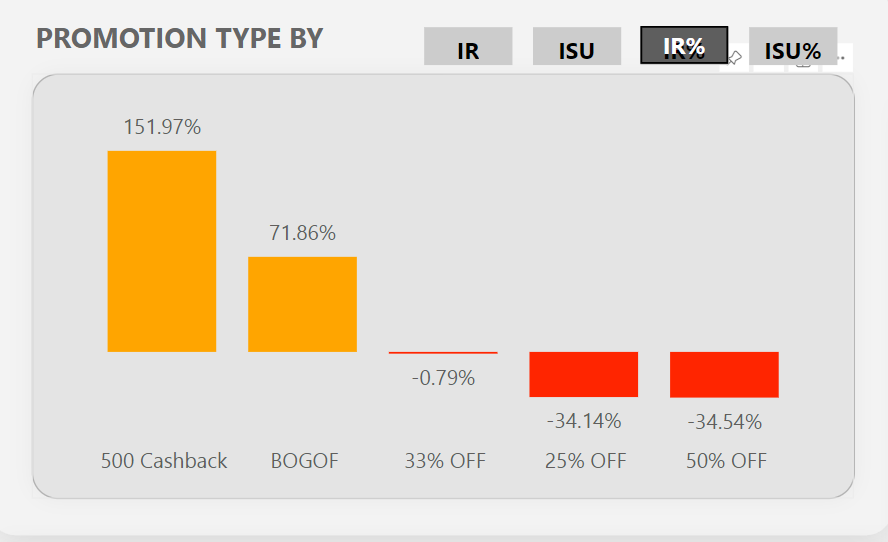 PROMOTION TYPE BY
IR
ISU
IR%
ISU%
151.97%
71.86%
-0.79%
-34.14%
-34.54%
500 Cashback
BOGOF
33% OFF
25% OFF
50% OFF